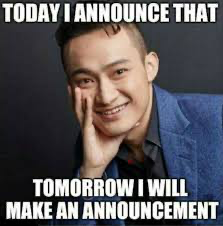 TODAY I ANNOUNCE THAT
TOMORROW I WILL
MAKE AN ANNOUNCEMENT